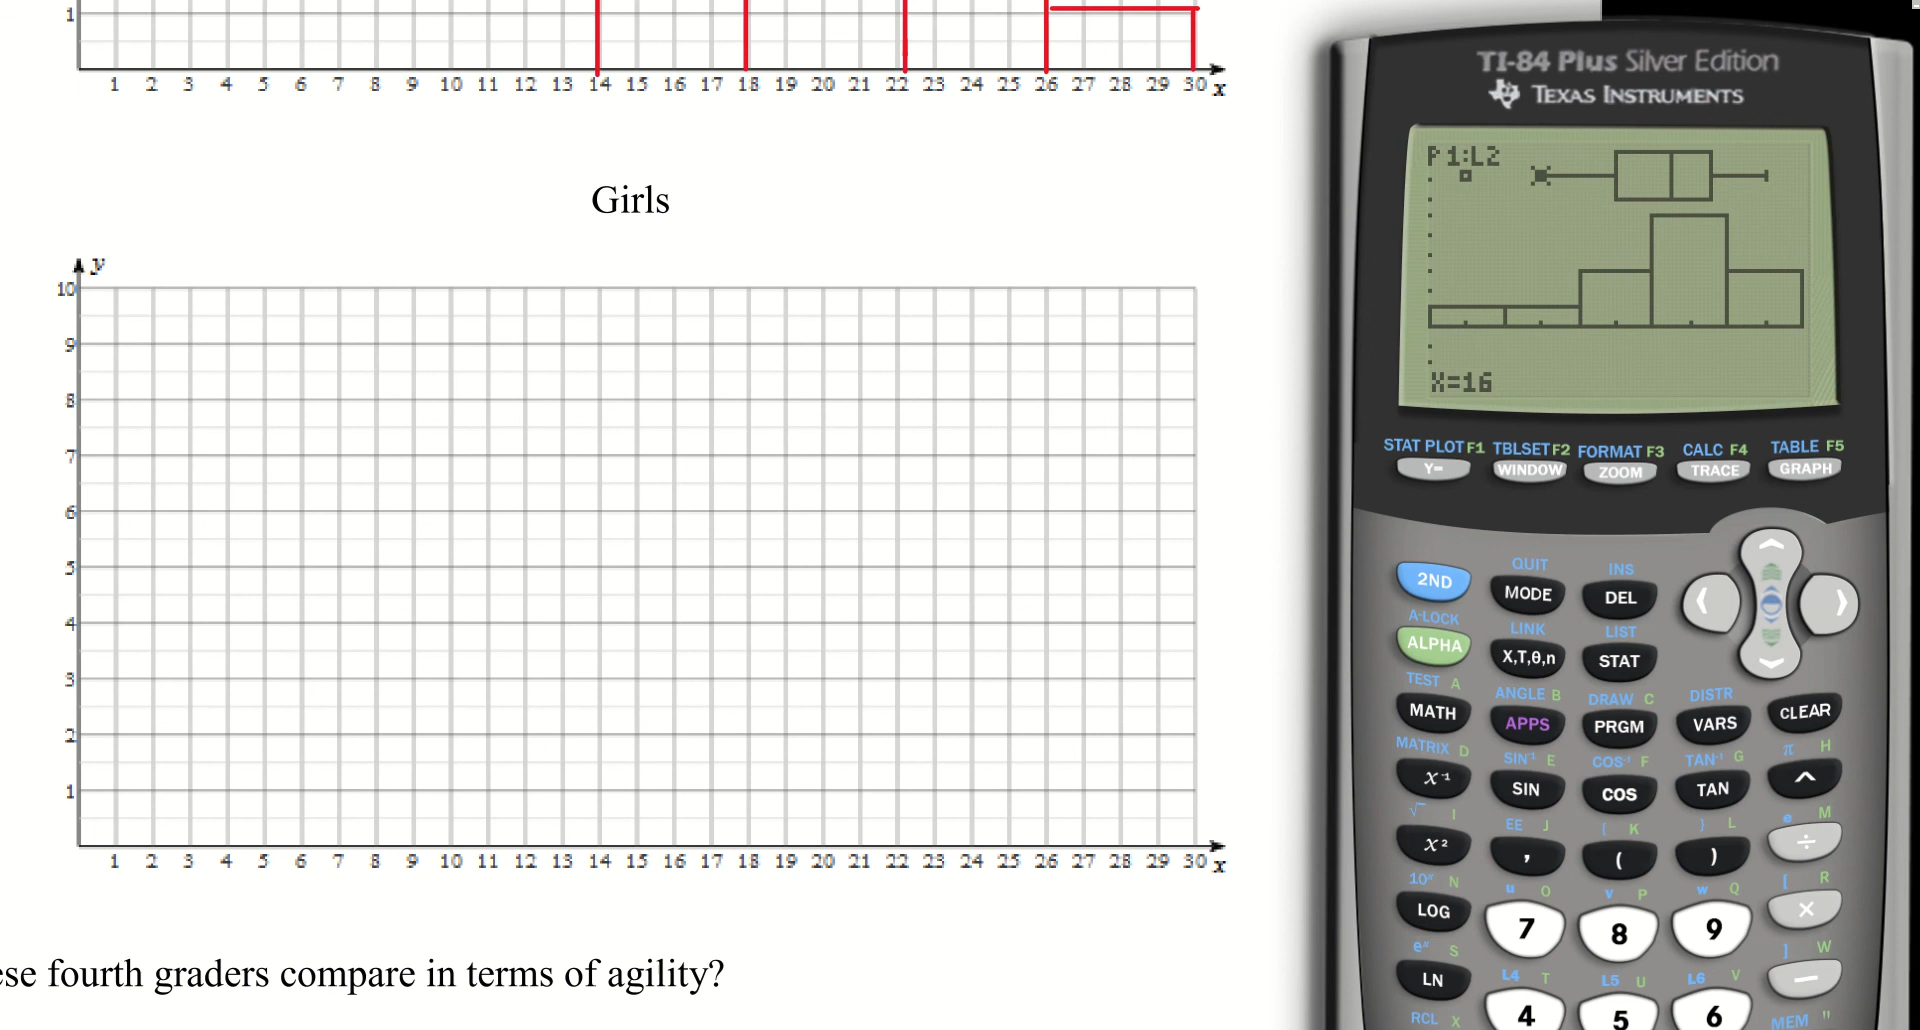 1
1 2 3 4 5 6 7 8 9 10 11 12 13 14 15 16 17 18 19 20 21 22 23 24 25 26 27 28 29 30 x
Girls
y
10
9
8
7
6
5
4
3
2
1
1 2 3 4 5 6 7 8 9 10 11 12 13 14 15 16 17 18 19 20 21 22 23 24 25 26 27 28 29 30 x
ese fourth graders compare in terms of agility?
TI-84 Plus Silver Edition
TEXAS INSTRUMENTS
P1:L2
X=16
STAT PLOT F1 TBLSET F2 FORMAT F3 CALC F4 TABLE F5
Y= WINDOW ZOOM TRACE GRAPH
QUIT INS
2ND MODE DEL
A-LOCK LINK LIST
ALPHA X,T,θ,n STAT
TEST A ANGLE B DRAW C DISTR
MATH APPS PRGM VARS CLEAR
MATRIX D SIN⁻¹ E COS⁻¹ F TAN⁻¹ G π H
x⁻¹ SIN COS TAN ^
√ I EE J { K } L e M
x² , ( ) ÷
10ˣ N u O v P w Q [ R
LOG 7 8 9 ×
eˣ S L4 T L5 U L6 V ] W
LN 4 5 6 −
RCL X MEM "